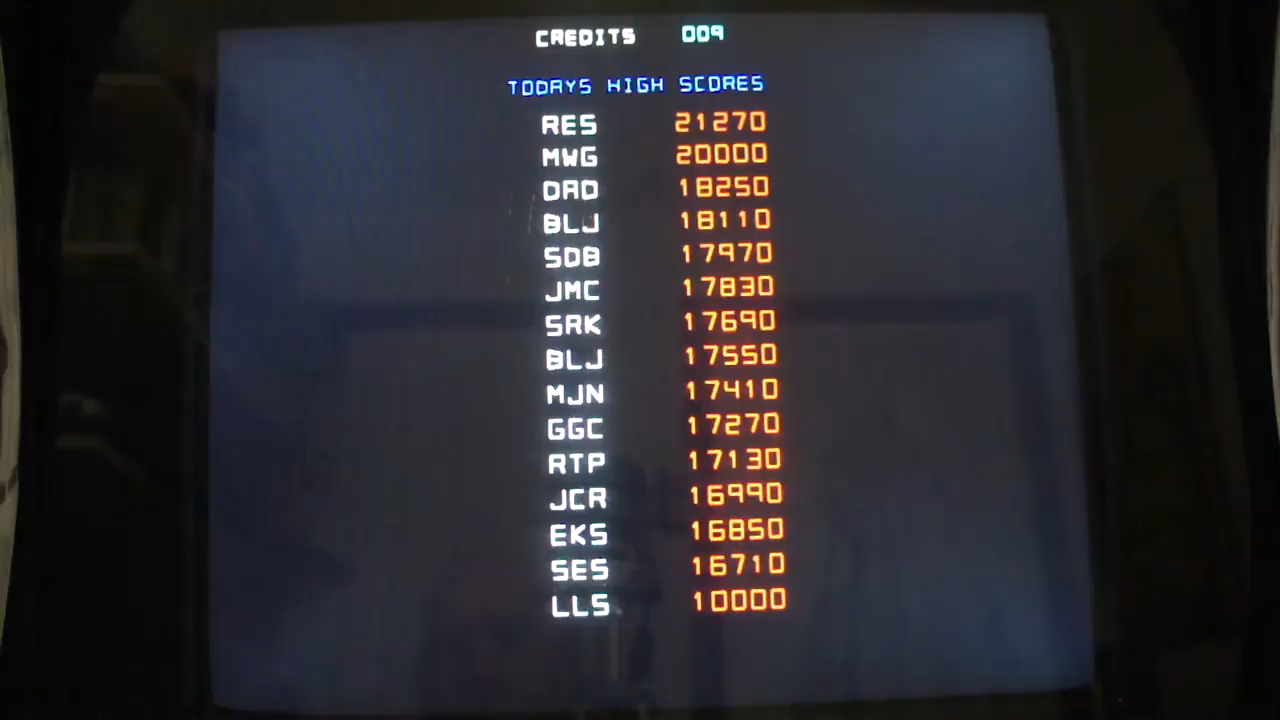 CREDITS 009
TODAYS HIGH SCORES
RES 21270
MWG 20000
DAD 18250
BLJ 18110
SDB 17970
JMC 17830
SRK 17690
BLJ 17550
MJN 17410
GGC 17270
RTP 17130
JCR 16990
EKS 16850
SES 16710
LLS 10000